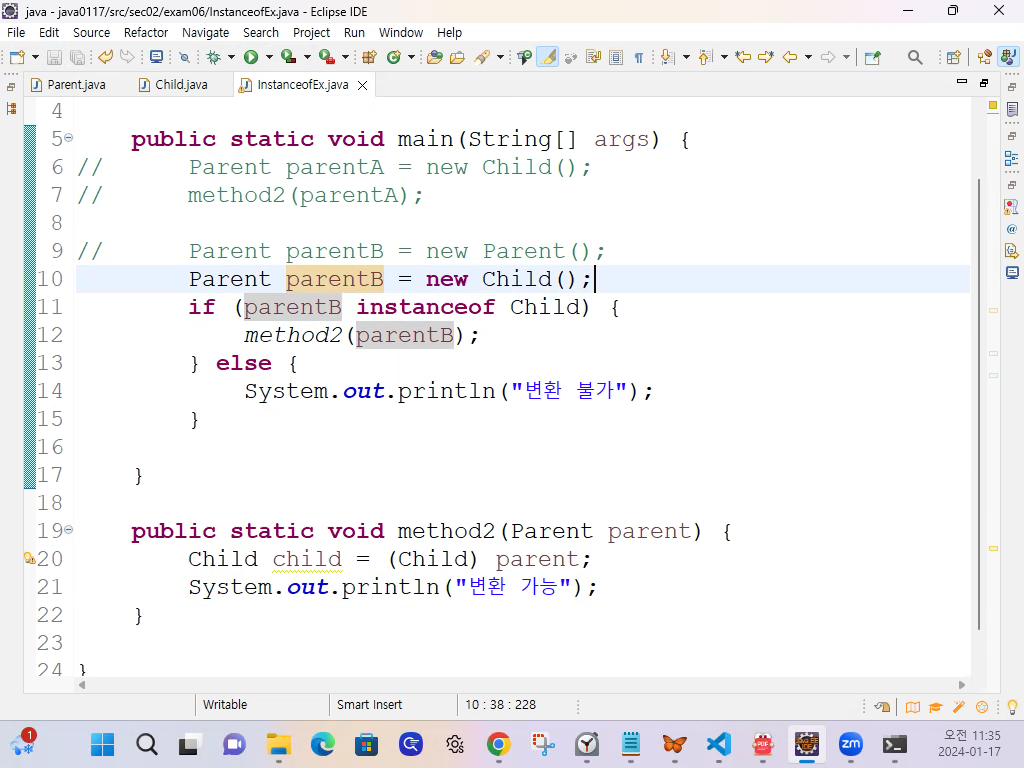 java - java0117/src/sec02/exam06/InstanceofEx.java - Eclipse IDE
File Edit Source Refactor Navigate Search Project Run Window Help
Parent.java Child.java InstanceofEx.java
4
5 public static void main(String[] args) {
6 // Parent parentA = new Child();
7 // method2(parentA);
8
9 // Parent parentB = new Parent();
10 Parent parentB = new Child();
11 if (parentB instanceof Child) {
12 method2(parentB);
13 } else {
14 System.out.println("변환 불가");
15 }
16
17 }
18
19 public static void method2(Parent parent) {
20 Child child = (Child) parent;
21 System.out.println("변환 가능");
22 }
23
24 }
Writable Smart Insert 10 : 38 : 228
1
zm
오전 11:35
2024-01-17